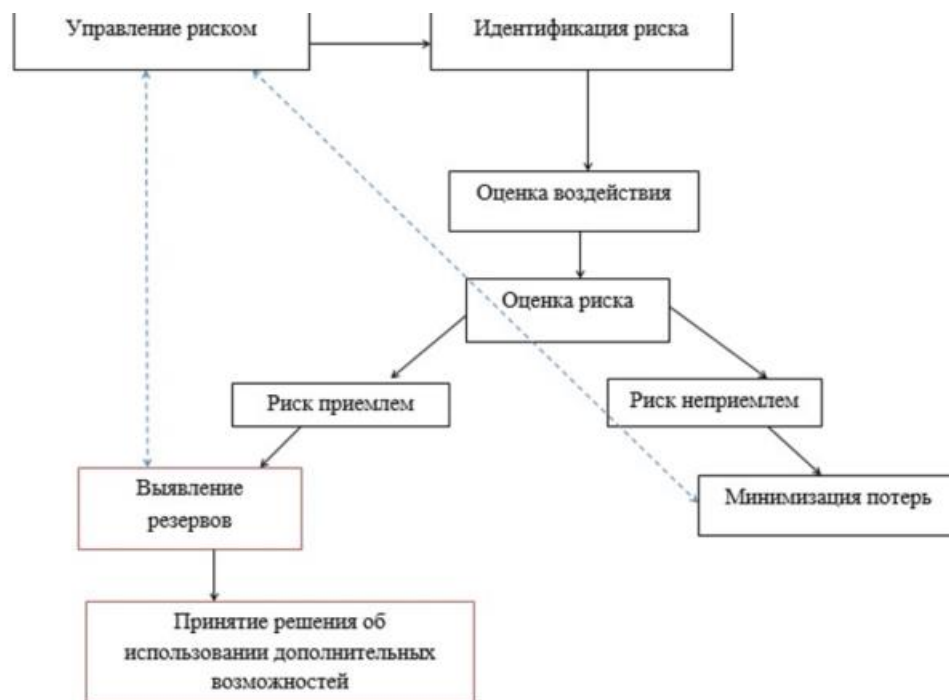 Управление риском
Идентификация риска
Оценка воздействия
Оценка риска
Риск приемлем
Риск неприемлем
Выявление
резервов
Минимизация потерь
Принятие решения об
использовании дополнительных
возможностей